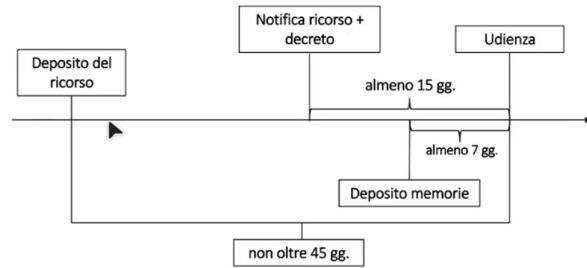 Notifica ricorso +
decreto
Udienza
Deposito del
ricorso
almeno 15 gg.
almeno 7 gg.
Deposito memorie
non oltre 45 gg.